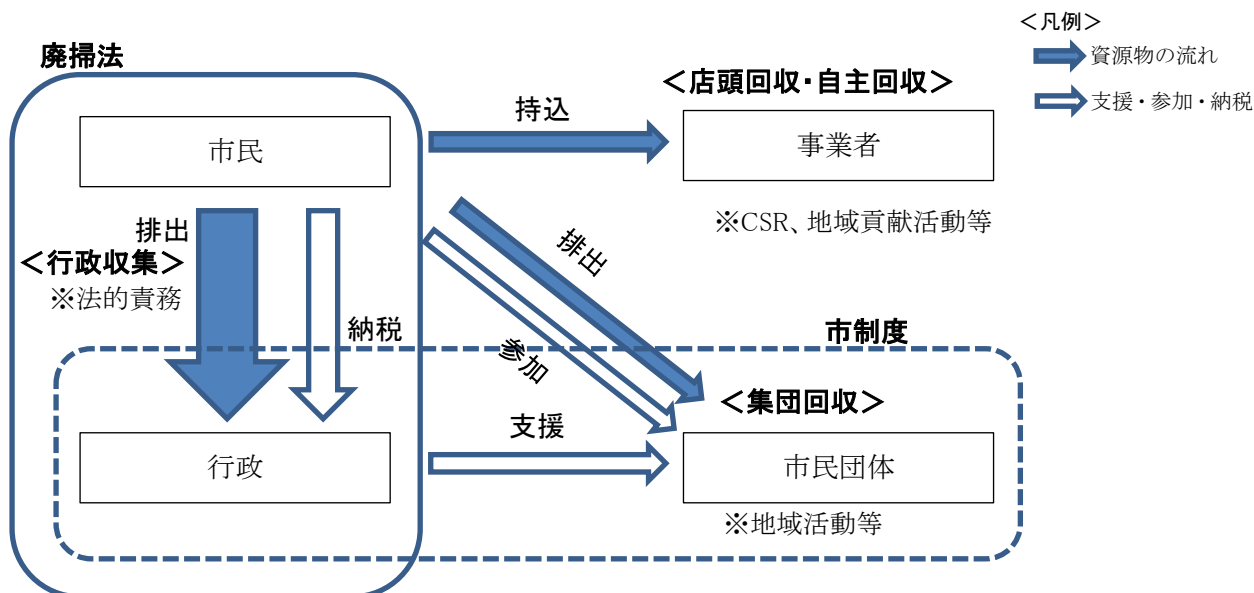 ＜凡例＞
資源物の流れ
支援・参加・納税
廃掃法
＜店頭回収・自主回収＞
持込
市民
事業者
※CSR、地域貢献活動等
排出
＜行政収集＞
※法的責務
納税
排出
参加
市制度
＜集団回収＞
支援
行政
市民団体
※地域活動等